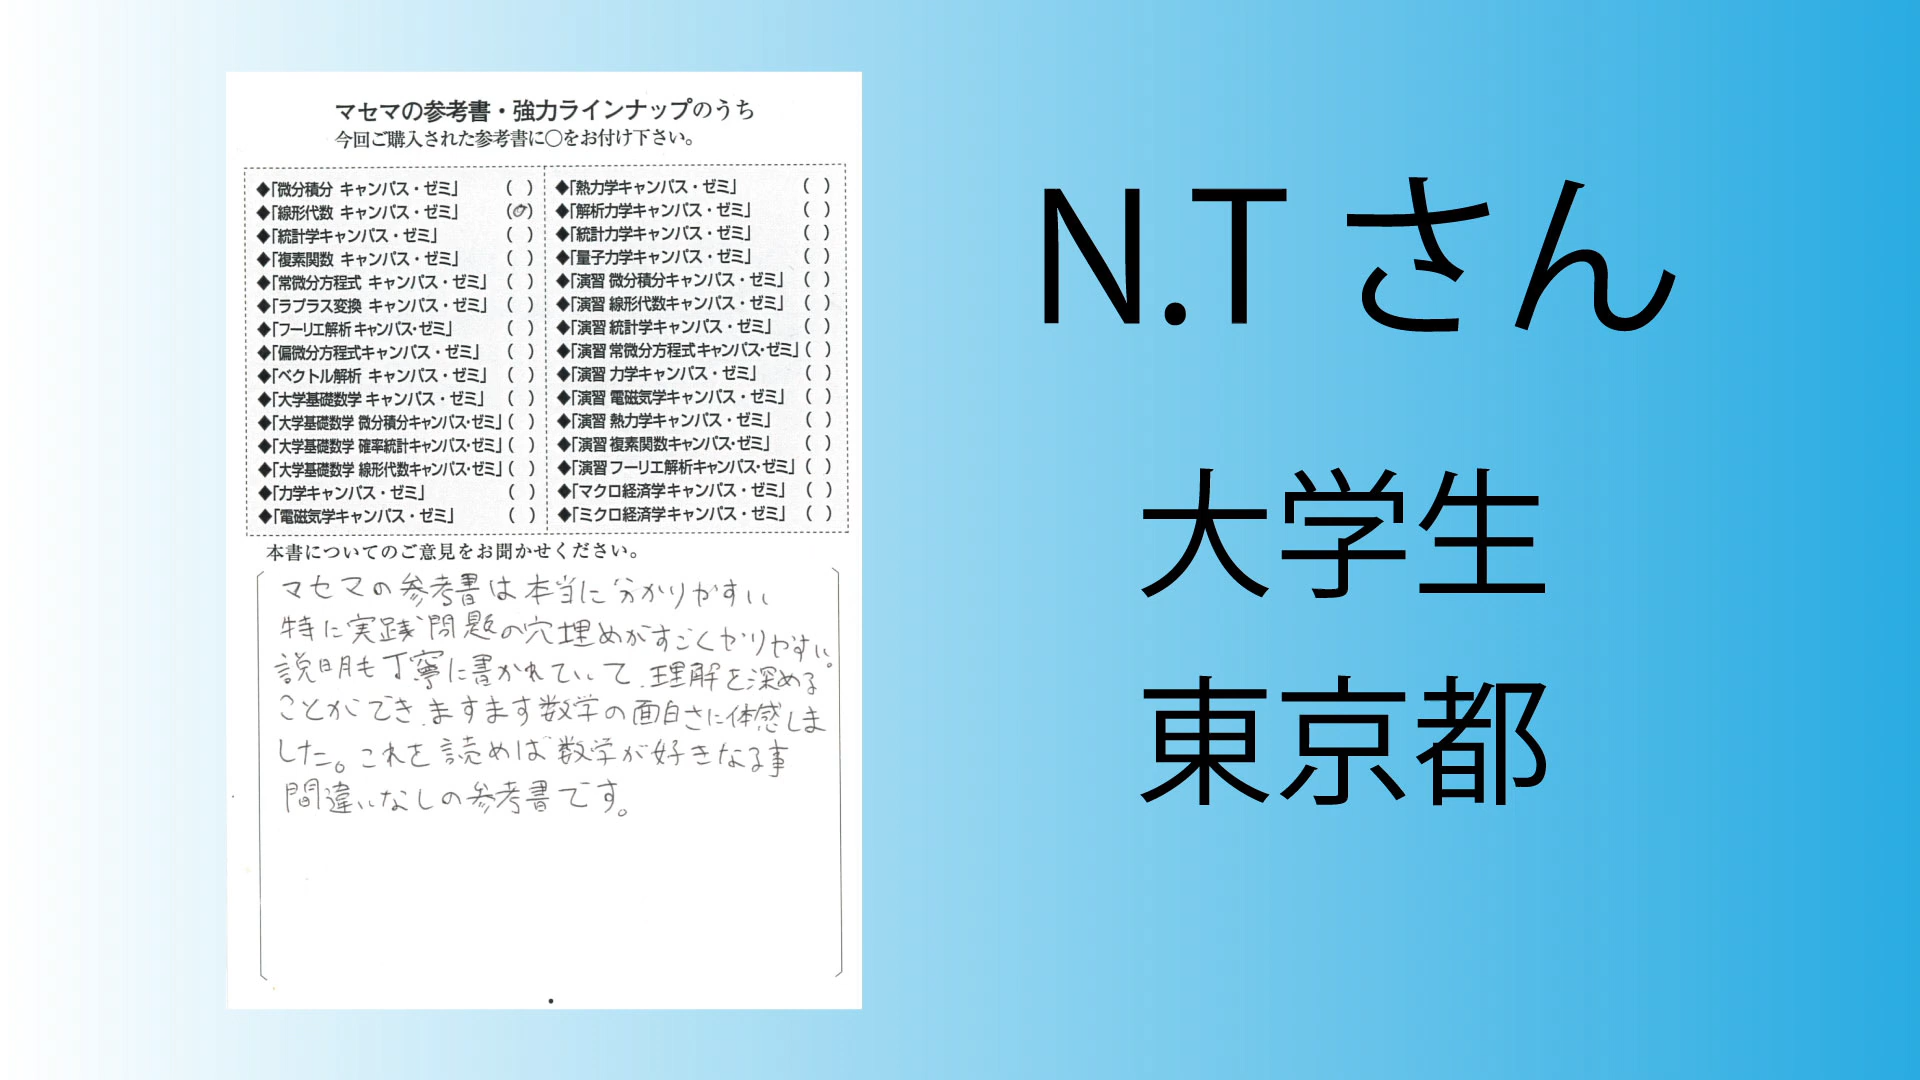 マセマの参考書・強力ラインナップのうち
今回ご購入された参考書に○をお付け下さい。
◆「微分積分 キャンパス・ゼミ」 ( )
◆「線形代数 キャンパス・ゼミ」 (○)
◆「統計学キャンパス・ゼミ」 ( )
◆「複素関数 キャンパス・ゼミ」 ( )
◆「常微分方程式 キャンパス・ゼミ」 ( )
◆「ラプラス変換 キャンパス・ゼミ」 ( )
◆「フーリエ解析 キャンパス・ゼミ」 ( )
◆「偏微分方程式キャンパス・ゼミ」 ( )
◆「ベクトル解析 キャンパス・ゼミ」 ( )
◆「大学基礎数学 キャンパス・ゼミ」 ( )
◆「大学基礎数学 微分積分キャンパス・ゼミ」 ( )
◆「大学基礎数学 確率統計キャンパス・ゼミ」 ( )
◆「大学基礎数学 線形代数キャンパス・ゼミ」 ( )
◆「力学キャンパス・ゼミ」 ( )
◆「電磁気学キャンパス・ゼミ」 ( )
◆「熱力学キャンパス・ゼミ」 ( )
◆「解析力学キャンパス・ゼミ」 ( )
◆「統計力学キャンパス・ゼミ」 ( )
◆「量子力学キャンパス・ゼミ」 ( )
◆「演習 微分積分キャンパス・ゼミ」 ( )
◆「演習 線形代数キャンパス・ゼミ」 ( )
◆「演習 統計学キャンパス・ゼミ」 ( )
◆「演習 常微分方程式キャンパス・ゼミ」 ( )
◆「演習 力学キャンパス・ゼミ」 ( )
◆「演習 電磁気学キャンパス・ゼミ」 ( )
◆「演習 熱力学キャンパス・ゼミ」 ( )
◆「演習 複素関数キャンパス・ゼミ」 ( )
◆「演習 フーリエ解析キャンパス・ゼミ」 ( )
◆「マクロ経済学キャンパス・ゼミ」 ( )
◆「ミクロ経済学キャンパス・ゼミ」 ( )
本書についてのご意見をお聞かせください。
マセマの参考書は本当に分かりやすい
特に実践問題の穴埋めがすごくやりやすい。
説明も丁寧に書かれていて、理解を深める
ことができ、ますます数学の面白さに体感しま
した。これを読めば数学が好きなる事
間違いなしの参考書です。
N.T さん
大学生
東京都